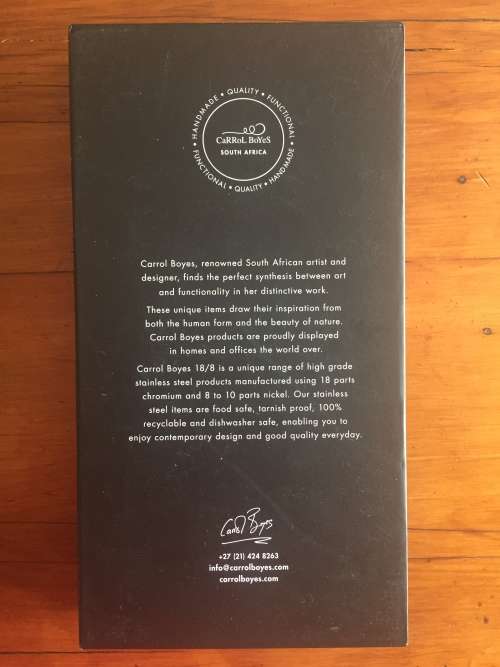 HANDMADE • QUALITY • FUNCTIONAL •
HANDMADE • QUALITY • FUNCTIONAL •
CaRRoL BoYeS
SOUTH AFRICA
Carrol Boyes, renowned South African artist and
designer, finds the perfect synthesis between art
and functionality in her distinctive work.
These unique items draw their inspiration from
both the human form and the beauty of nature.
Carrol Boyes products are proudly displayed
in homes and offices the world over.
Carrol Boyes 18/8 is a unique range of high grade
stainless steel products manufactured using 18 parts
chromium and 8 to 10 parts nickel. Our stainless
steel items are food safe, tarnish proof, 100%
recyclable and dishwasher safe, enabling you to
enjoy contemporary design and good quality everyday.
Carrol Boyes
+27 (21) 424 8263
info@carrolboyes.com
carrolboyes.com